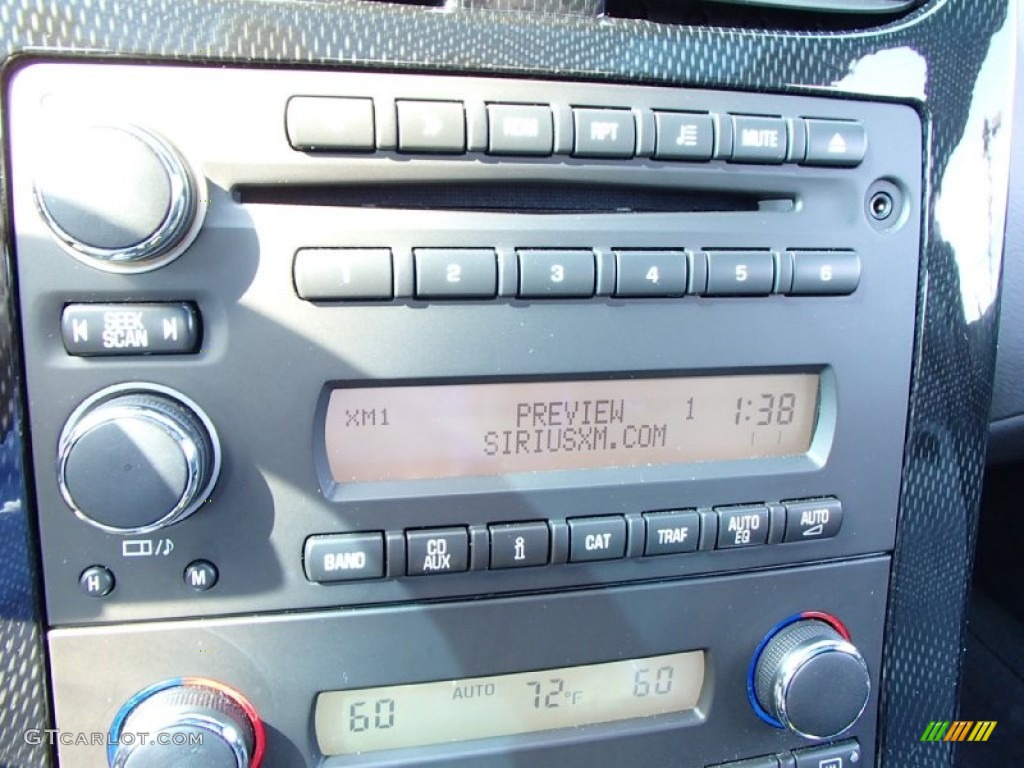 RDM RPT MUTE
1 2 3 4 5 6
SEEK
SCAN
XM1 PREVIEW 1 1:38
SIRIUSXM.COM
BAND CD AUX i CAT TRAF AUTO EQ AUTO
H M
60 AUTO 72°F 60
GTCARLOT.COM